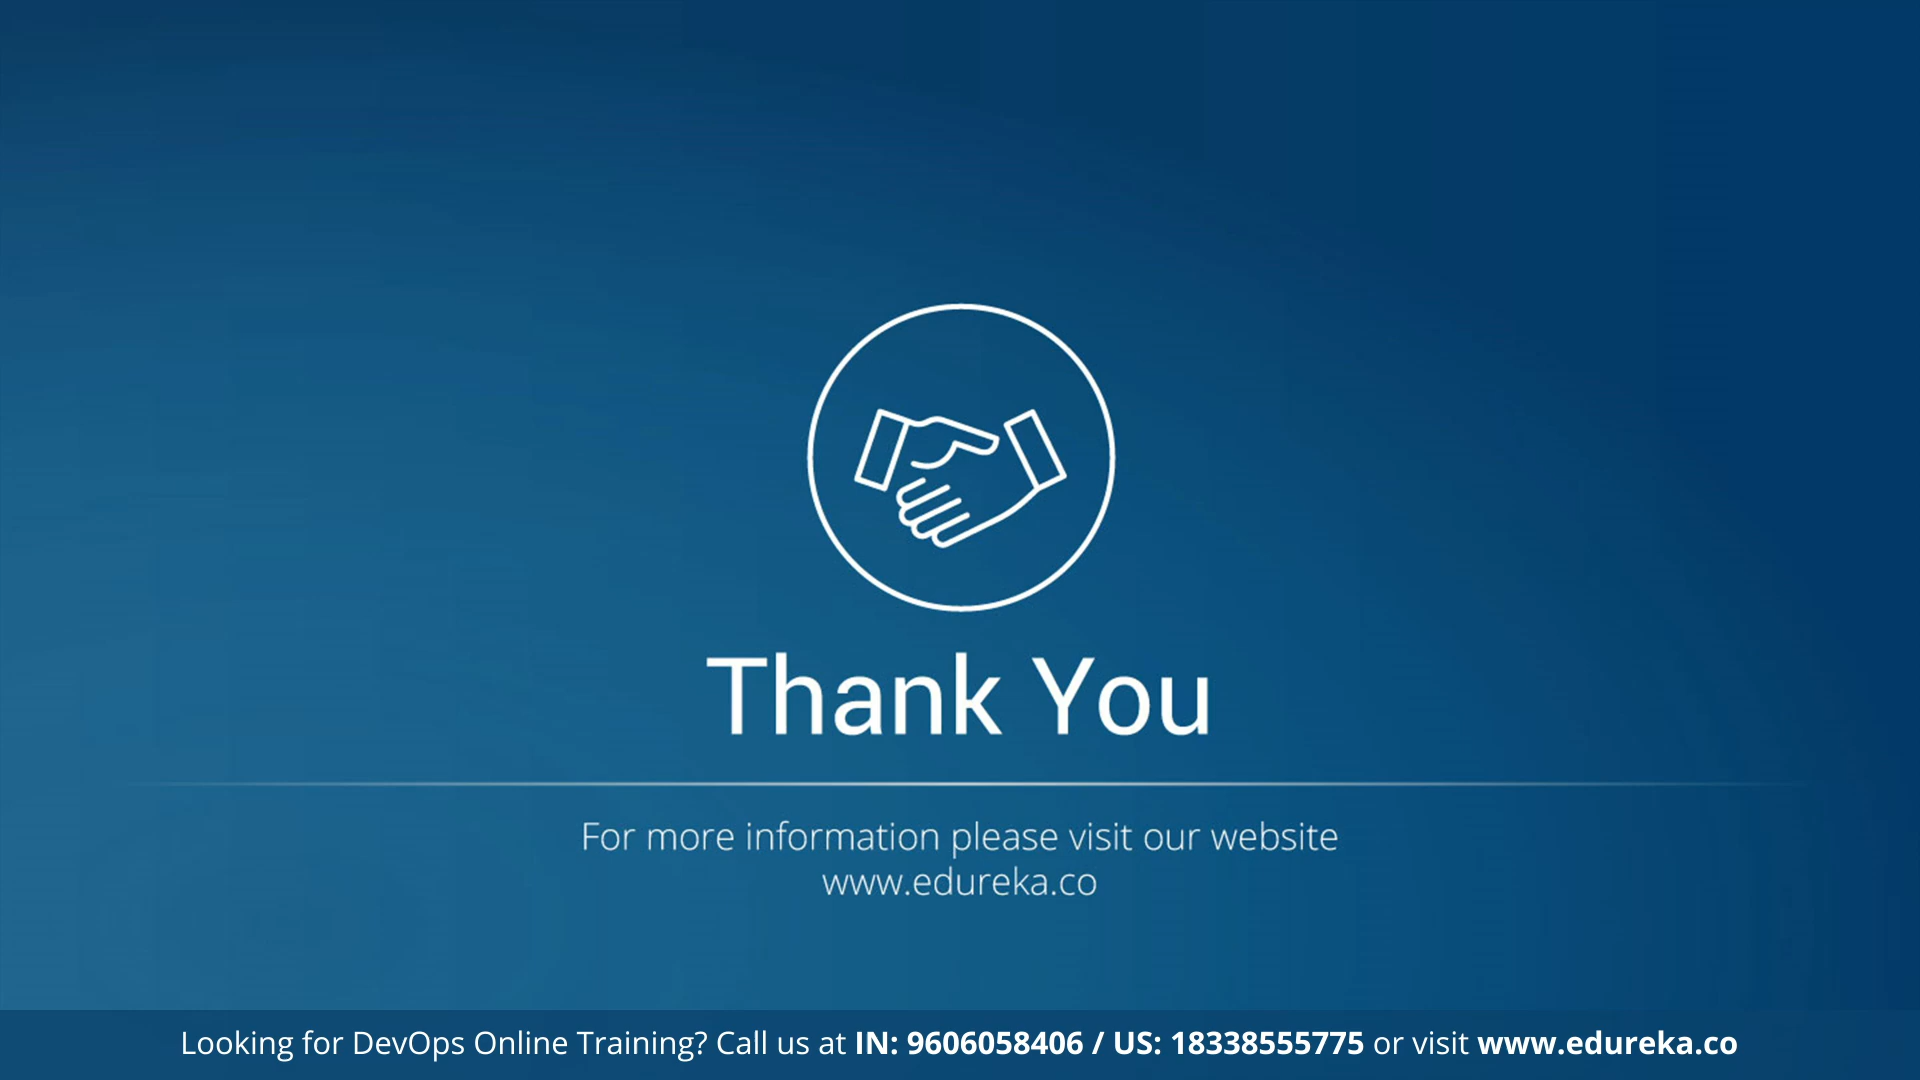 Thank You
For more information please visit our website
www.edureka.co
Looking for DevOps Online Training? Call us at IN: 9606058406 / US: 18338555775 or visit www.edureka.co